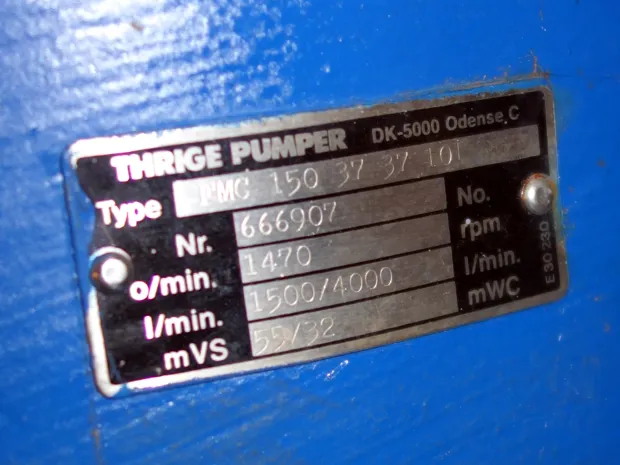 THRIGE PUMPER DK-5000 Odense C
Type TMC 150 37 37 101
Nr. 666907 No.
o/min. 1470 rpm
l/min. 1500/4000 l/min.
mVS 55/32 mWC
E 30 230